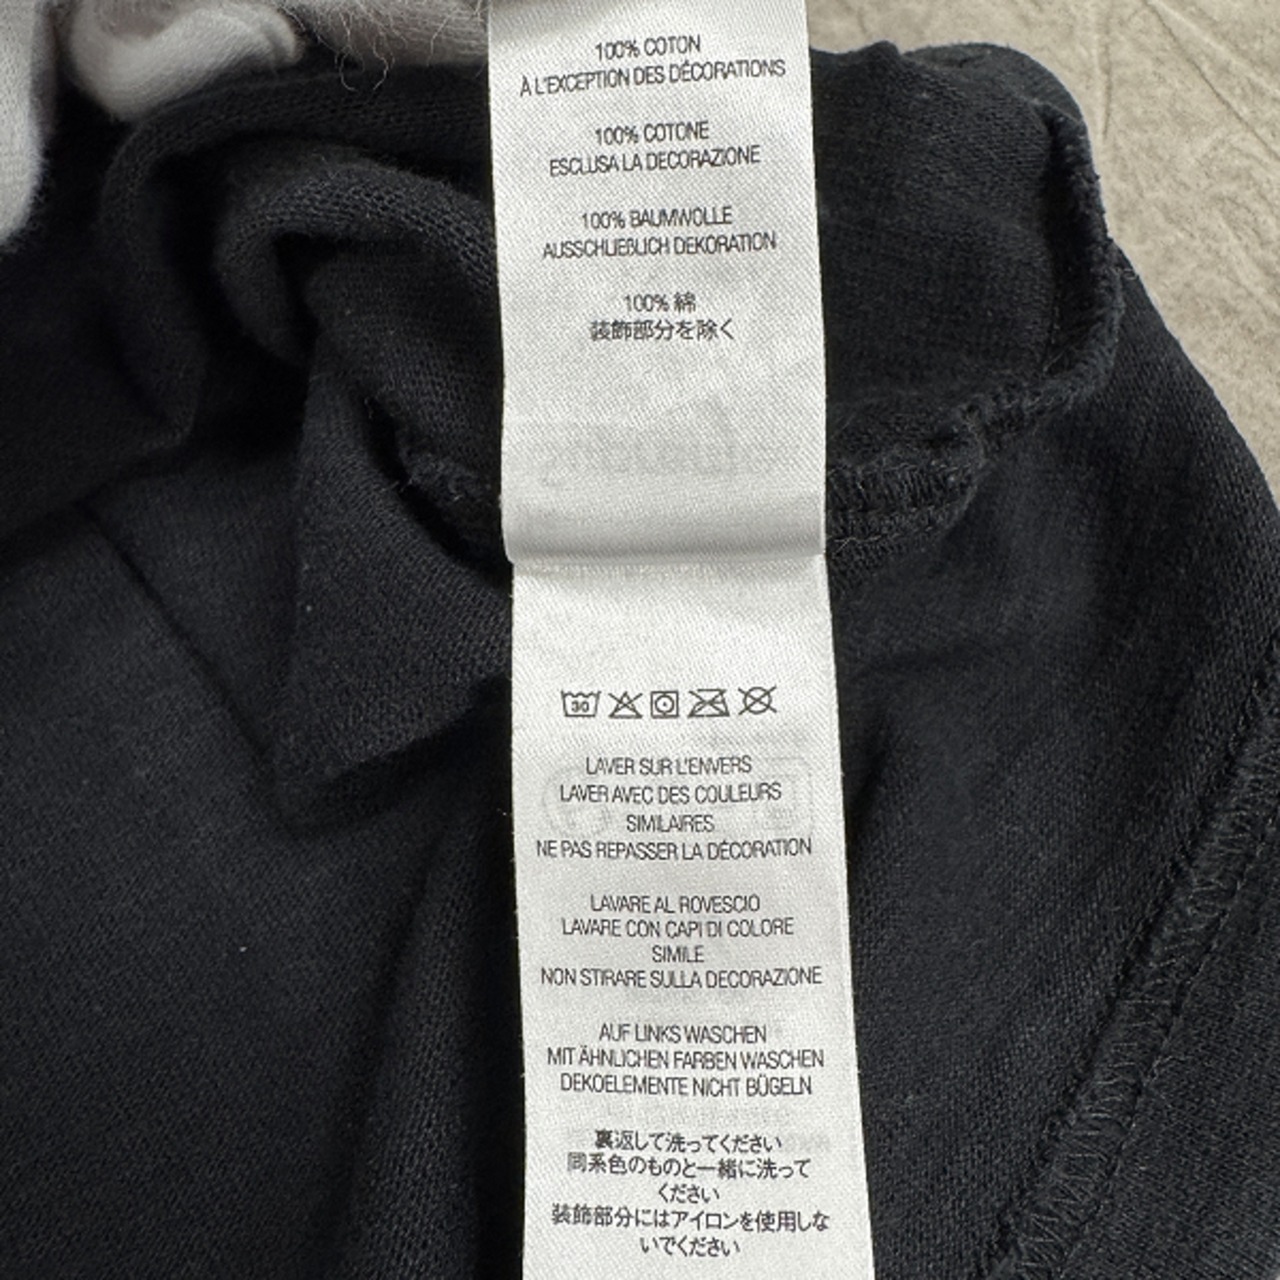 100% COTON
À L'EXCEPTION DES DÉCORATIONS
100% COTONE
ESCLUSA LA DECORAZIONE
100% BAUMWOLLE
AUSSCHLIEBLICH DEKORATION
100% 綿
装飾部分を除く
30
LAVER SUR L'ENVERS
LAVER AVEC DES COULEURS
SIMILAIRES
NE PAS REPASSER LA DÉCORATION
LAVARE AL ROVESCIO
LAVARE CON CAPI DI COLORE
SIMILE
NON STIRARE SULLA DECORAZIONE
AUF LINKS WASCHEN
MIT ÄHNLICHEN FARBEN WASCHEN
DEKOELEMENTE NICHT BÜGELN
裏返して洗ってください
同系色のものと一緒に洗って
ください
装飾部分にはアイロンを使用しな
いでください